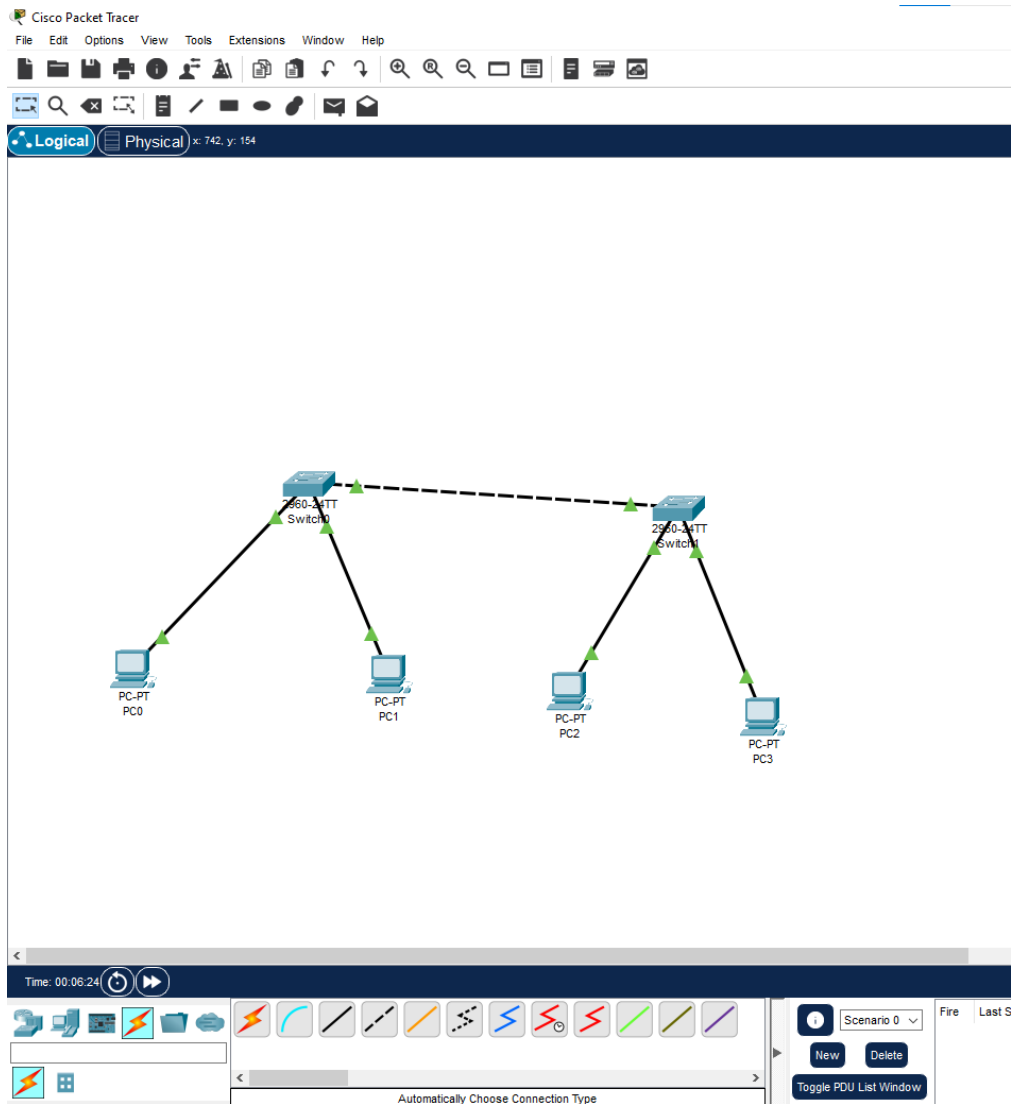 Cisco Packet Tracer
File Edit Options View Tools Extensions Window Help
Logical Physical x: 742, y: 154
2960-24TT
Switch0
2960-24TT
Switch1
PC-PT
PC0
PC-PT
PC1
PC-PT
PC2
PC-PT
PC3
Time: 00:06:24
Scenario 0
Fire Last S
New Delete
Toggle PDU List Window
Automatically Choose Connection Type